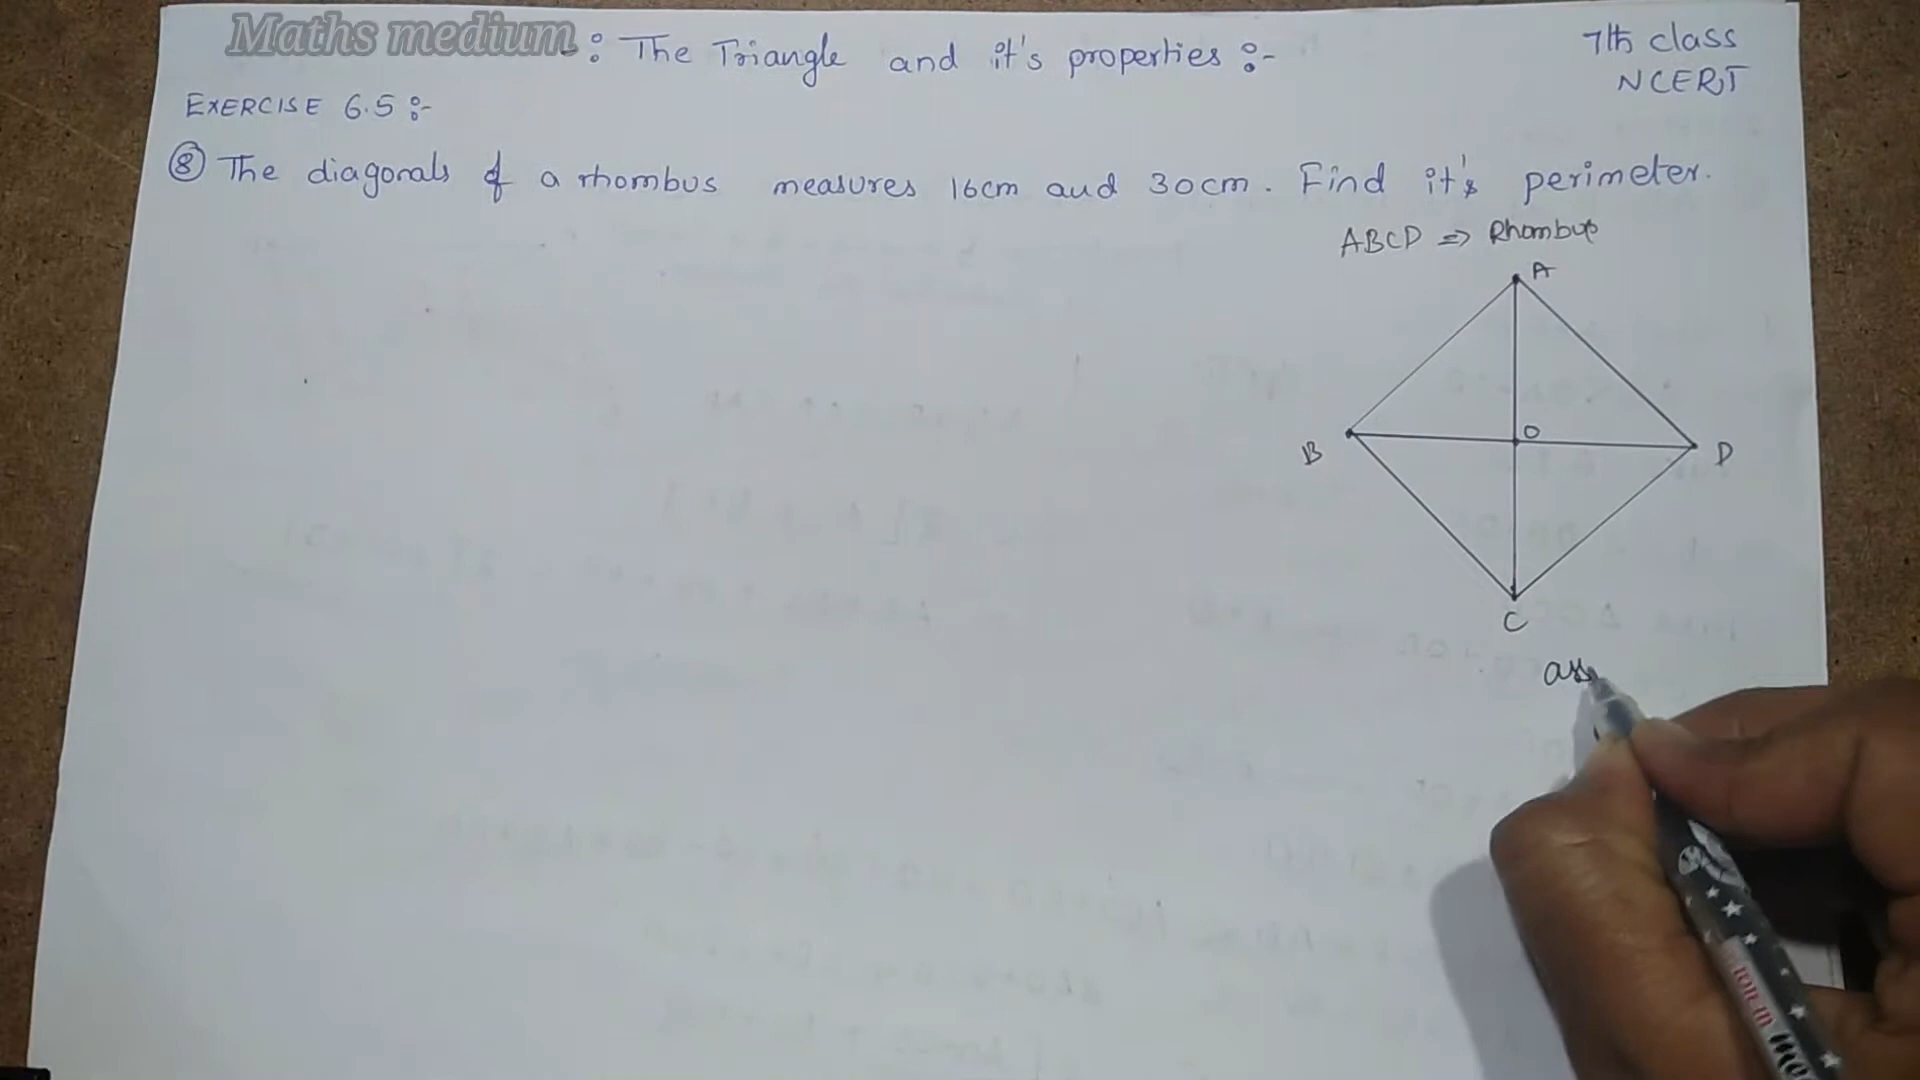 Maths medium : The Triangle and it's properties :-
7th class
NCERT
EXERCISE 6.5 :-
⑧ The diagonals of a rhombus measures 16cm and 30cm. Find it's perimeter.
ABCD ⇒ Rhombus
A
O
B
D
C
ass